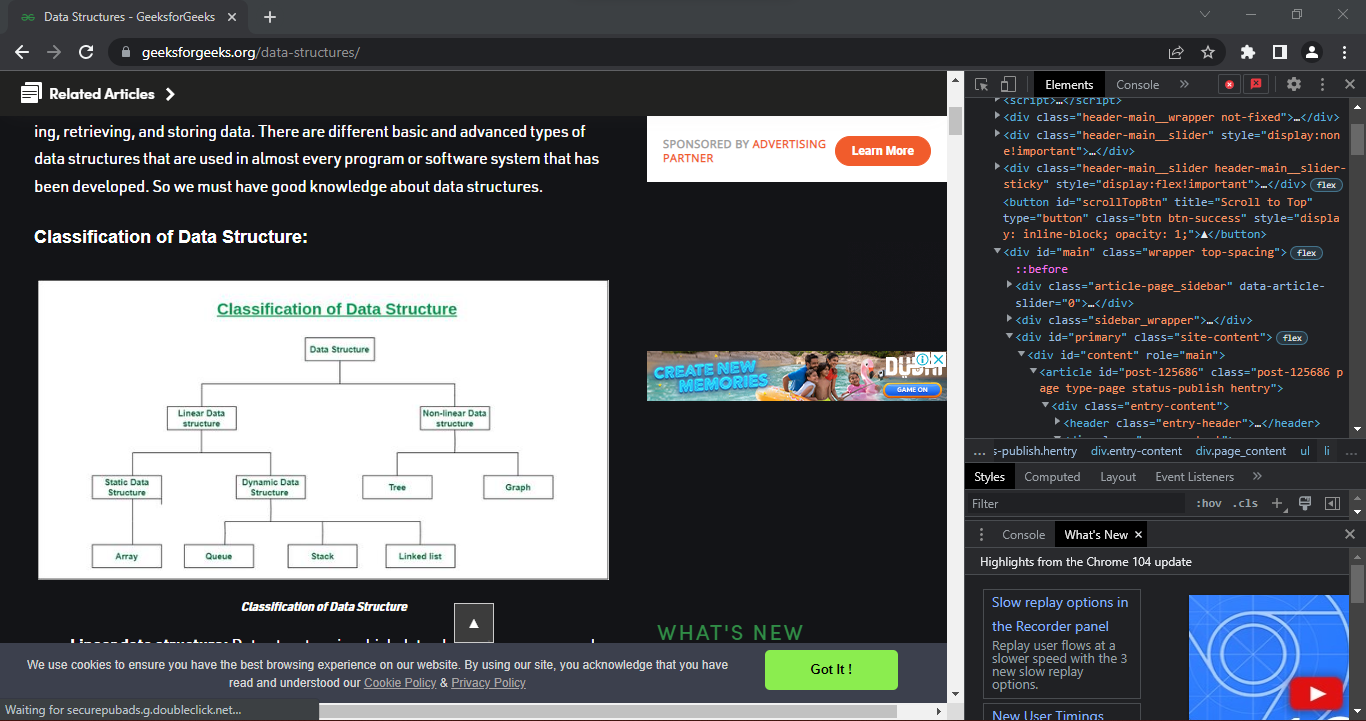 Data Structures - GeeksforGeeks
geeksforgeeks.org/data-structures/
Related Articles
ing, retrieving, and storing data. There are different basic and advanced types of
data structures that are used in almost every program or software system that has
been developed. So we must have good knowledge about data structures.
Classification of Data Structure:
Classification of Data Structure
Data Structure
Linear Data
structure
Non-linear Data
structure
Static Data
Structure
Dynamic Data
Structure
Tree
Graph
Array
Queue
Stack
Linked list
Classification of Data Structure
SPONSORED BY ADVERTISING
PARTNER
Learn More
CREATE NEW
MEMORIES
GAME ON
WHAT'S NEW
We use cookies to ensure you have the best browsing experience on our website. By using our site, you acknowledge that you have
read and understood our Cookie Policy & Privacy Policy
Got It !
Waiting for securepubads.g.doubleclick.net...
Elements
Console
<script>…</script>
<div class="header-main__wrapper not-fixed">…</div>
<div class="header-main__slider" style="display:non
e!important">…</div>
<div class="header-main__slider header-main__slider-
sticky" style="display:flex!important">…</div> flex
<button id="scrollTopBtn" title="Scroll to Top"
type="button" class="btn btn-success" style="displa
y: inline-block; opacity: 1;">▲</button>
<div id="main" class="wrapper top-spacing"> flex
::before
<div class="article-page_sidebar" data-article-
slider="0">…</div>
<div class="sidebar_wrapper">…</div>
<div id="primary" class="site-content"> flex
<div id="content" role="main">
<article id="post-125686" class="post-125686 p
age type-page status-publish hentry">
<div class="entry-content">
<header class="entry-header">…</header>
... s-publish.hentry div.entry-content div.page_content ul li ...
Styles Computed Layout Event Listeners
Filter
:hov .cls
Console
What's New
Highlights from the Chrome 104 update
Slow replay options in
the Recorder panel
Replay user flows at a
slower speed with the 3
new slow replay
options.
New User Timings